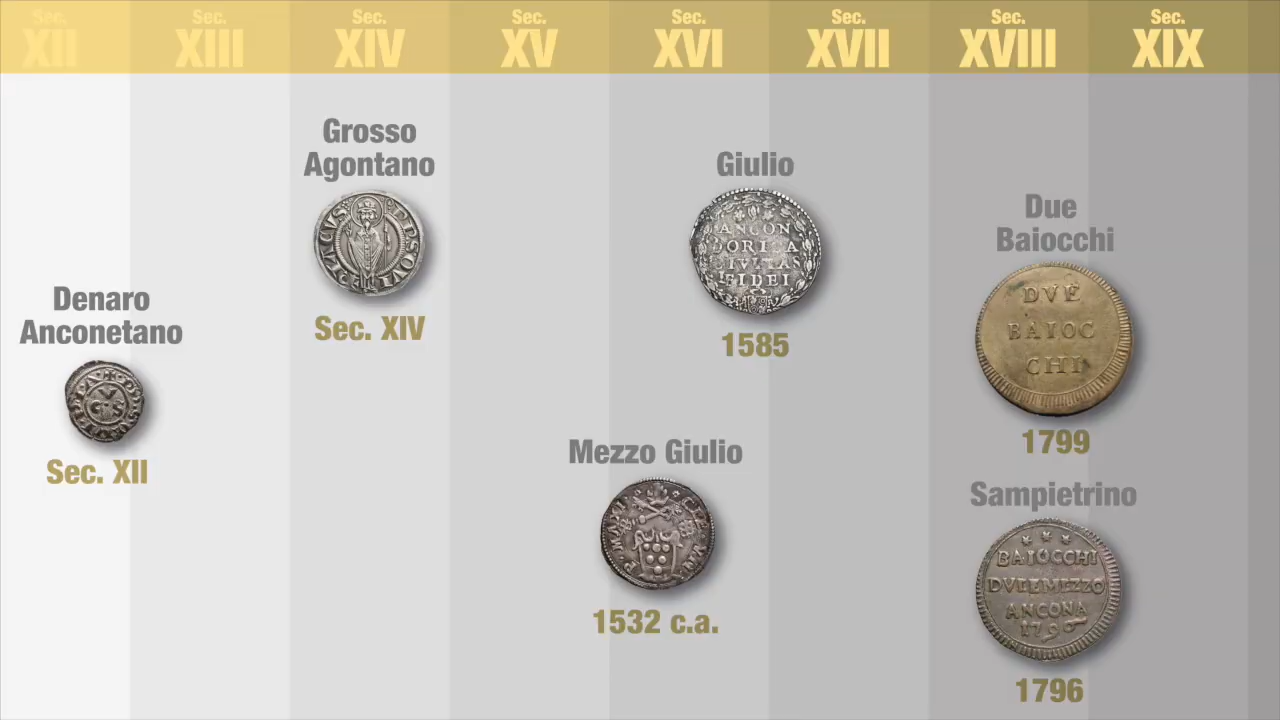 Sec.
XII
Sec.
XIII
Sec.
XIV
Sec.
XV
Sec.
XVI
Sec.
XVII
Sec.
XVIII
Sec.
XIX
Denaro
Anconetano
Sec. XII
Grosso
Agontano
Sec. XIV
Giulio
ANCON
DORICA
CIVITAS
FIDEI
1585
Mezzo Giulio
1532 c.a.
Due
Baiocchi
DVE
BAIOC
CHI
1799
Sampietrino
BAIOCCHI
DVE E MEZZO
ANCONA
1796
1796